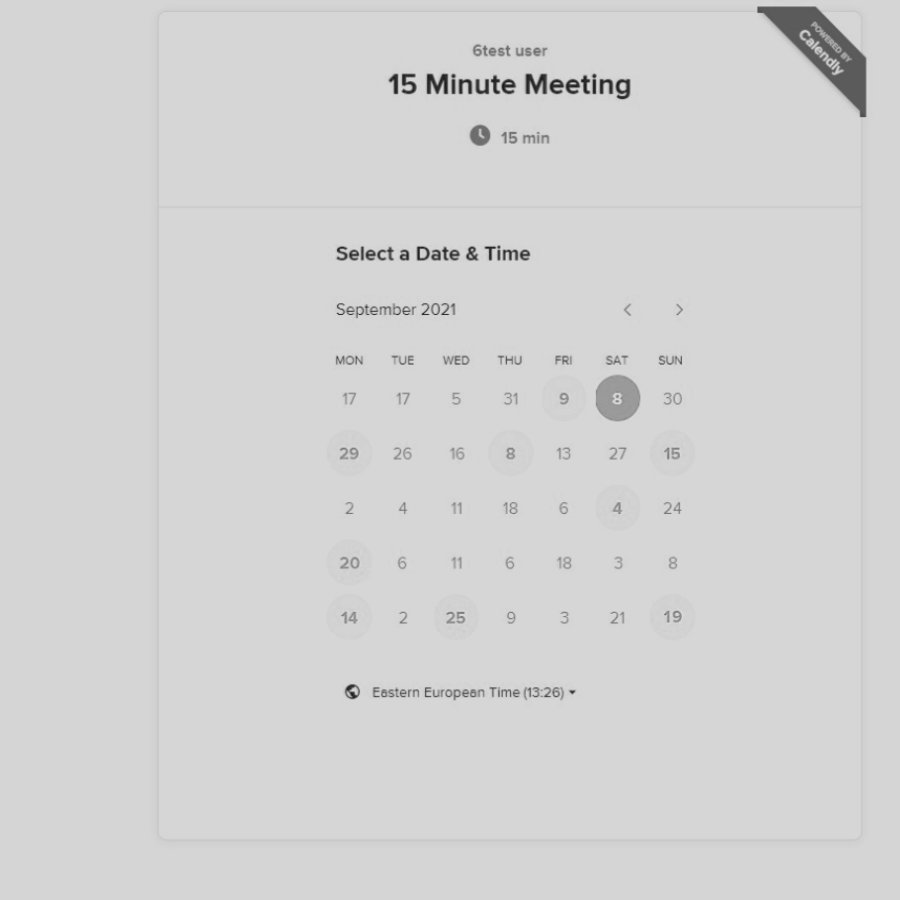 6test user
15 Minute Meeting
15 min
POWERED BY
Calendly
Select a Date & Time
September 2021
MON TUE WED THU FRI SAT SUN
17 17 5 31 9 8 30
29 26 16 8 13 27 15
2 4 11 18 6 4 24
20 6 11 6 18 3 8
14 2 25 9 3 21 19
Eastern European Time (13:26)